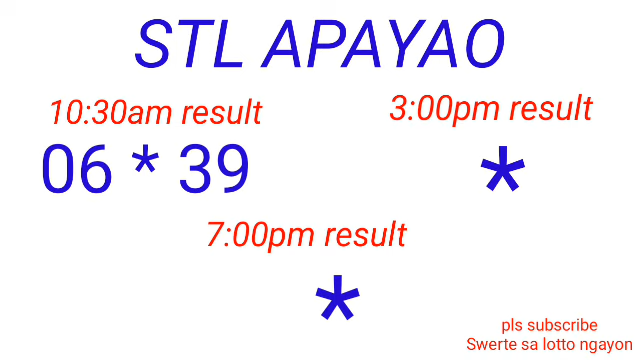 STL APAYAO
10:30am result
06 * 39
3:00pm result
*
7:00pm result
*
pls subscribe
Swerte sa lotto ngayon